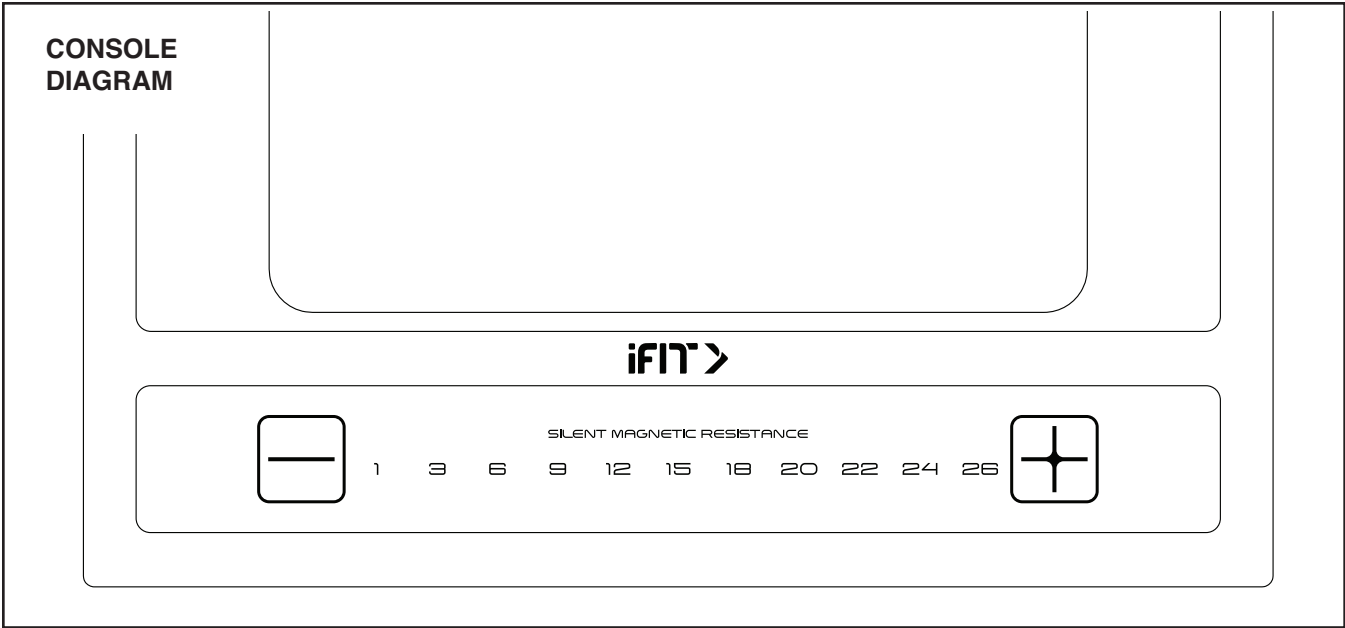 CONSOLE
DIAGRAM
iFIT
SILENT MAGNETIC RESISTANCE
1 3 6 9 12 15 18 20 22 24 26